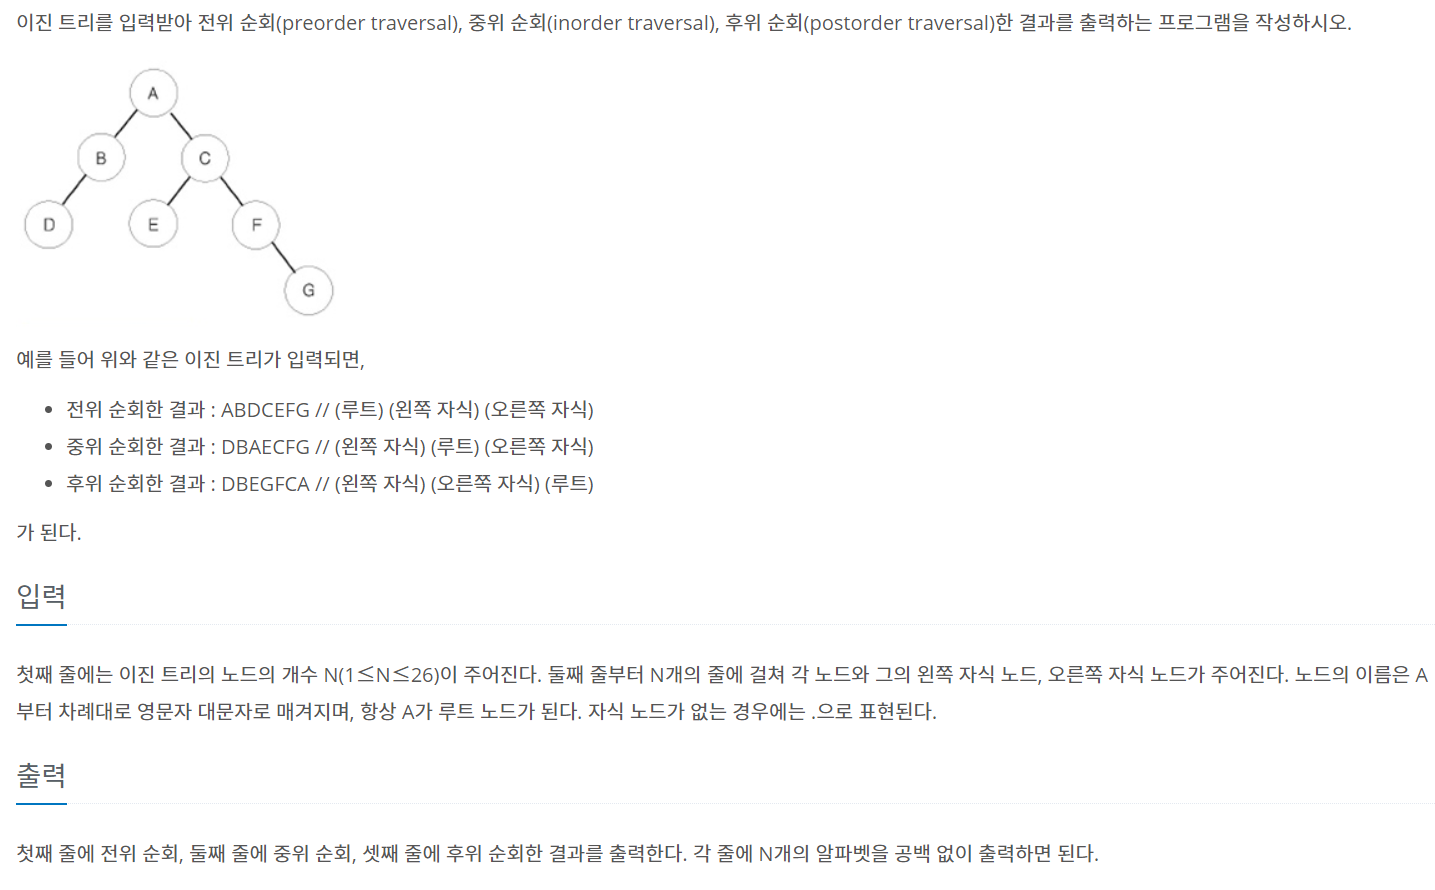 이진 트리를 입력받아 전위 순회(preorder traversal), 중위 순회(inorder traversal), 후위 순회(postorder traversal)한 결과를 출력하는 프로그램을 작성하시오.
A
B C
D E F
G
예를 들어 위와 같은 이진 트리가 입력되면,
• 전위 순회한 결과 : ABDCEFG // (루트) (왼쪽 자식) (오른쪽 자식)
• 중위 순회한 결과 : DBAECFG // (왼쪽 자식) (루트) (오른쪽 자식)
• 후위 순회한 결과 : DBEGFCA // (왼쪽 자식) (오른쪽 자식) (루트)
가 된다.
입력
첫째 줄에는 이진 트리의 노드의 개수 N(1≤N≤26)이 주어진다. 둘째 줄부터 N개의 줄에 걸쳐 각 노드와 그의 왼쪽 자식 노드, 오른쪽 자식 노드가 주어진다. 노드의 이름은 A
부터 차례대로 영문자 대문자로 매겨지며, 항상 A가 루트 노드가 된다. 자식 노드가 없는 경우에는 .으로 표현된다.
출력
첫째 줄에 전위 순회, 둘째 줄에 중위 순회, 셋째 줄에 후위 순회한 결과를 출력한다. 각 줄에 N개의 알파벳을 공백 없이 출력하면 된다.